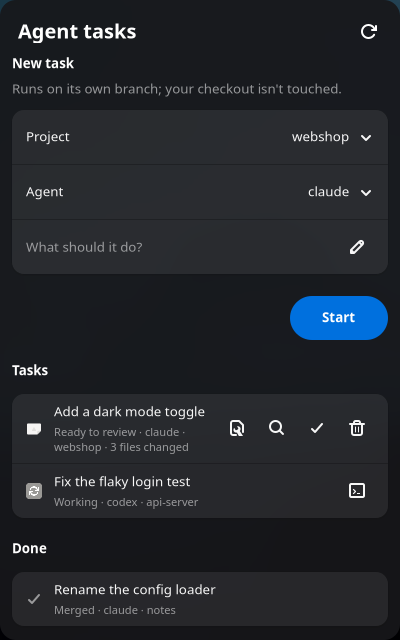 Agent tasks
New task
Runs on its own branch; your checkout isn't touched.
Project webshop
Agent claude
What should it do?
Start
Tasks
Add a dark mode toggle
Ready to review · claude ·
webshop · 3 files changed
Fix the flaky login test
Working · codex · api-server
Done
Rename the config loader
Merged · claude · notes